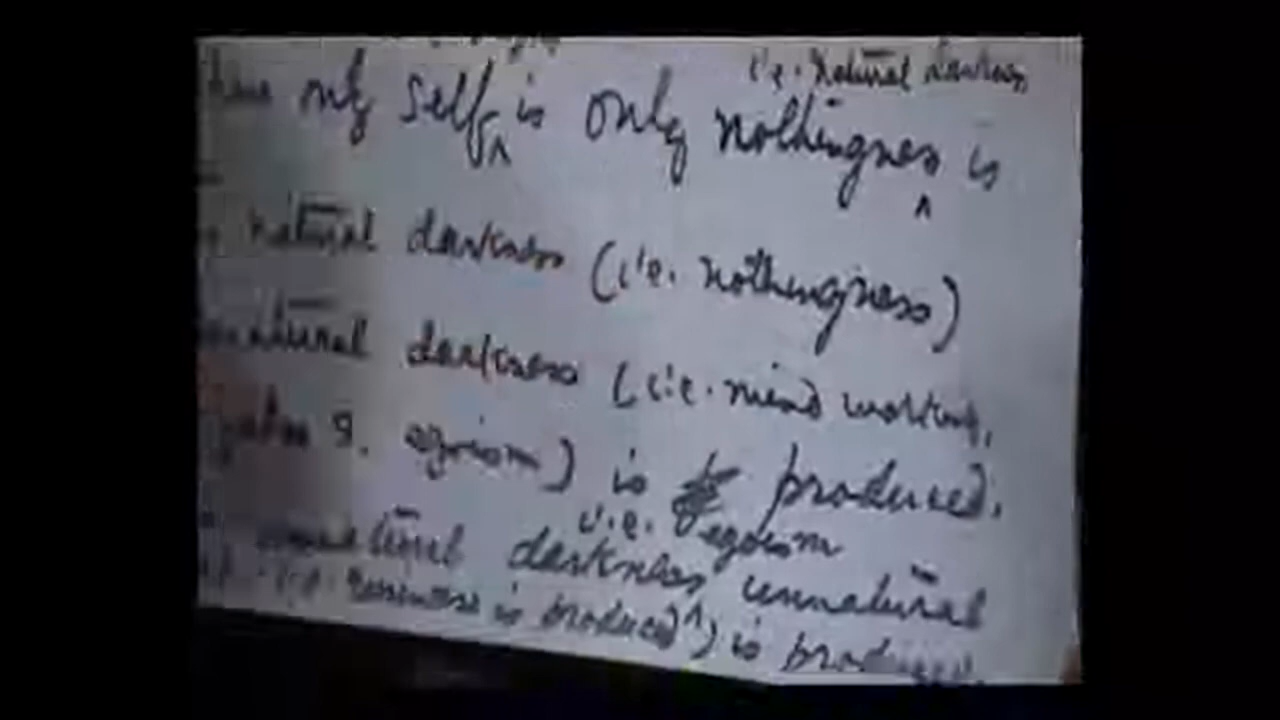 i.e. natural darkness
only self is only nothingness is
natural darkness (i.e. nothingness)
natural darkness (i.e. mind working,
egoism) is produced.
i.e. egoism
unnatural darkness unnatural
i.e. is produced) is produced.